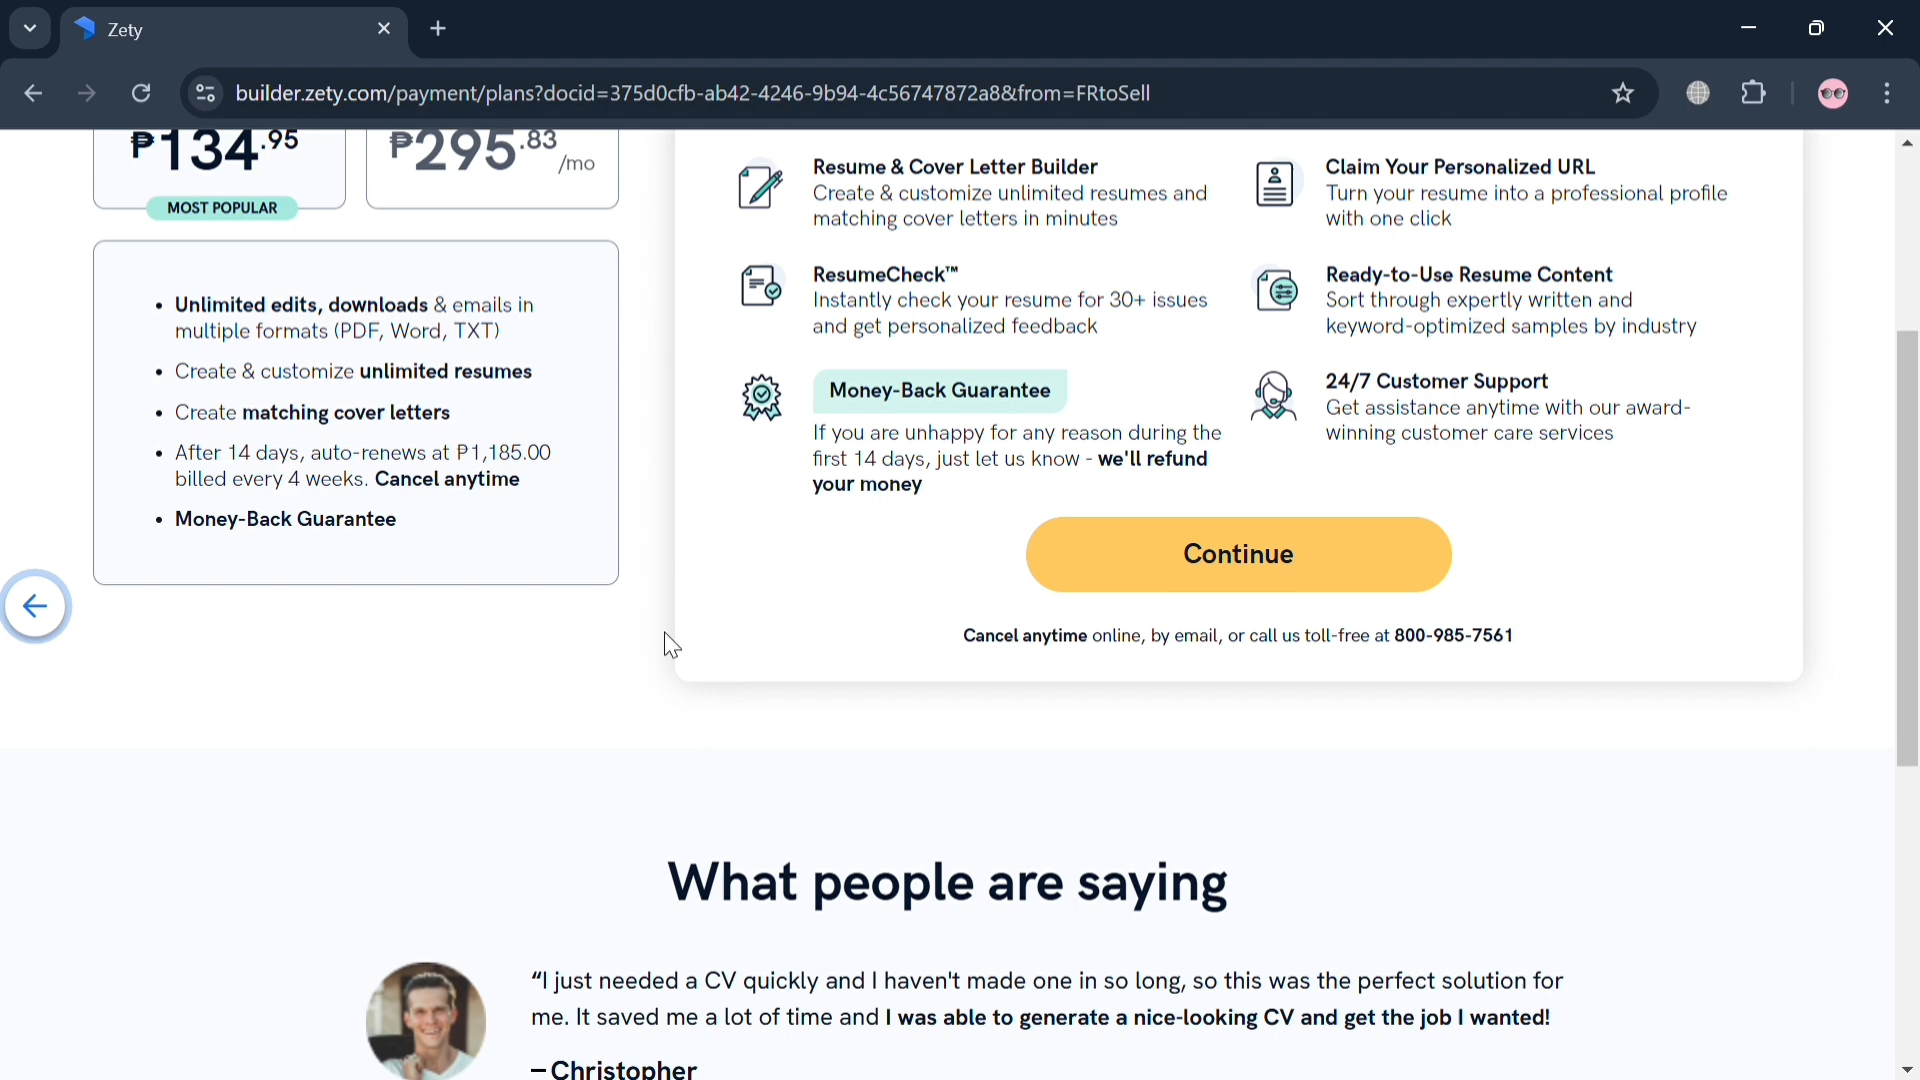 Zety
builder.zety.com/payment/plans?docid=375d0cfb-ab42-4246-9b94-4c56747872a8&from=FRtoSell
₱134.95
MOST POPULAR
₱295.83/mo
• Unlimited edits, downloads & emails in
multiple formats (PDF, Word, TXT)
• Create & customize unlimited resumes
• Create matching cover letters
• After 14 days, auto-renews at ₱1,185.00
billed every 4 weeks. Cancel anytime
• Money-Back Guarantee
Resume & Cover Letter Builder
Create & customize unlimited resumes and
matching cover letters in minutes
Claim Your Personalized URL
Turn your resume into a professional profile
with one click
ResumeCheck™
Instantly check your resume for 30+ issues
and get personalized feedback
Ready-to-Use Resume Content
Sort through expertly written and
keyword-optimized samples by industry
Money-Back Guarantee
If you are unhappy for any reason during the
first 14 days, just let us know - we'll refund
your money
24/7 Customer Support
Get assistance anytime with our award-
winning customer care services
Continue
Cancel anytime online, by email, or call us toll-free at 800-985-7561
What people are saying
“I just needed a CV quickly and I haven't made one in so long, so this was the perfect solution for
me. It saved me a lot of time and I was able to generate a nice-looking CV and get the job I wanted!
– Christopher